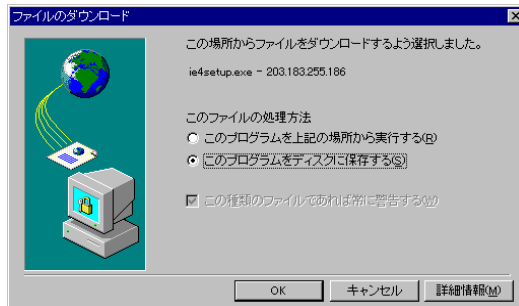 ファイルのダウンロード
この場所からファイルをダウンロードするよう選択しました。
ie4setup.exe - 203.183.255.186
このファイルの処理方法
このプログラムを上記の場所から実行する(R)
このプログラムをディスクに保存する(S)
この種類のファイルであれば常に警告する(W)
OK
キャンセル
詳細情報(M)